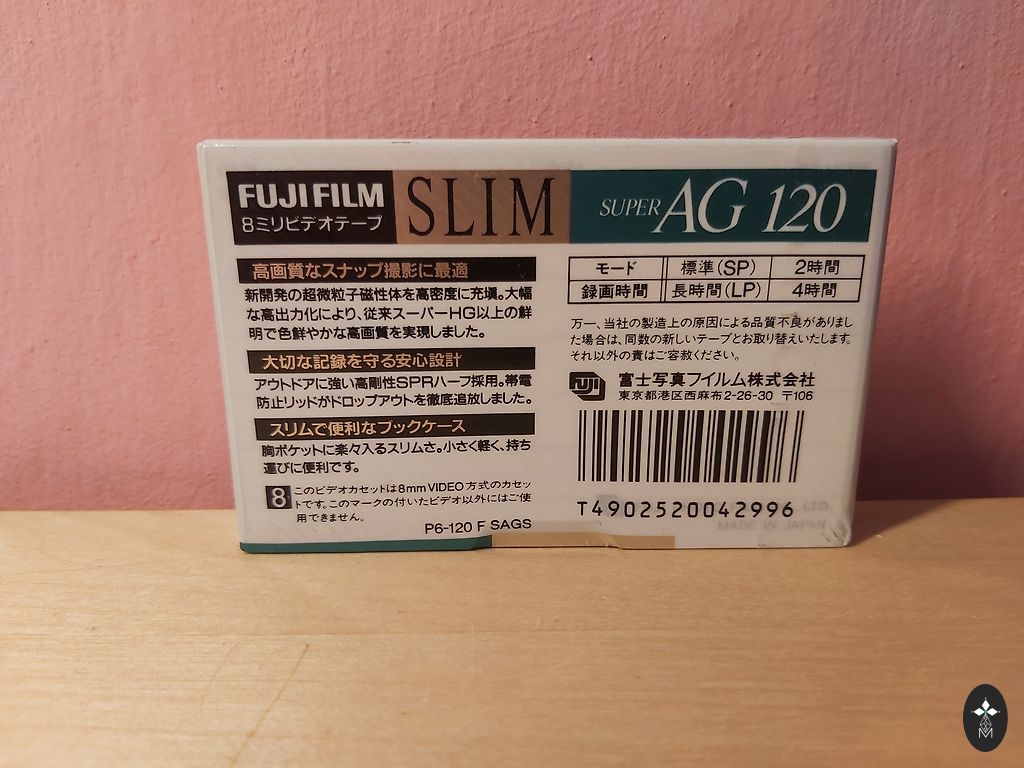 FUJIFILM
8ミリビデオテープ
SLIM
SUPER AG 120
高画質なスナップ撮影に最適
新開発の超微粒子磁性体を高密度に充填。大幅
な高出力化により、従来スーパーHG以上の鮮
明で色鮮やかな高画質を実現しました。
大切な記録を守る安心設計
アウトドアに強い高剛性SPRハーフ採用。帯電
防止リッドがドロップアウトを徹底追放しました。
スリムで便利なブックケース
胸ポケットに楽々入るスリムさ。小さく軽く、持ち
運びに便利です。
8 このビデオカセットは8mm VIDEO方式のカセッ
トです。このマークの付いたビデオ以外にはご使
用できません。
P6-120 F SAGS
モード 標準(SP) 2時間
録画時間 長時間(LP) 4時間
万一、当社の製造上の原因による品質不良がありまし
た場合は、同数の新しいテープとお取り替えいたします。
それ以外の責はご容赦ください。
FUJI 富士写真フイルム株式会社
東京都港区西麻布2-26-30 〒106
T4902520042996
LTD.
MADE IN JAPAN
M